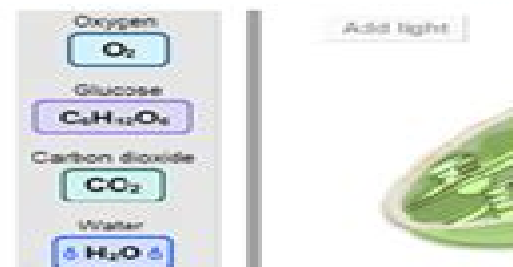 Oxygen
O₂
Glucose
C₆H₁₂O₆
Carbon dioxide
CO₂
Water
H₂O
Add light